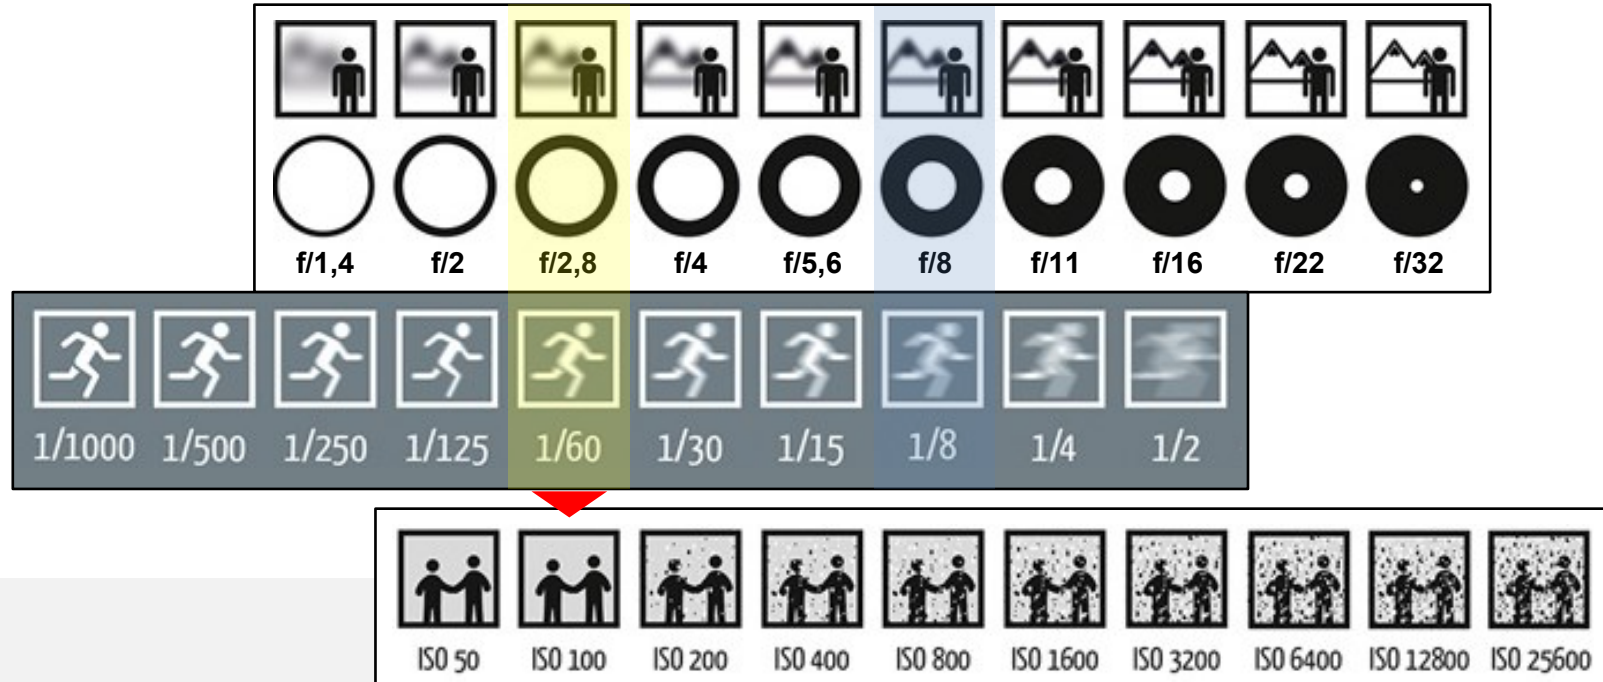 f/1,4 f/2 f/2,8 f/4 f/5,6 f/8 f/11 f/16 f/22 f/32
1/1000 1/500 1/250 1/125 1/60 1/30 1/15 1/8 1/4 1/2
ISO 50 ISO 100 ISO 200 ISO 400 ISO 800 ISO 1600 ISO 3200 ISO 6400 ISO 12800 ISO 25600